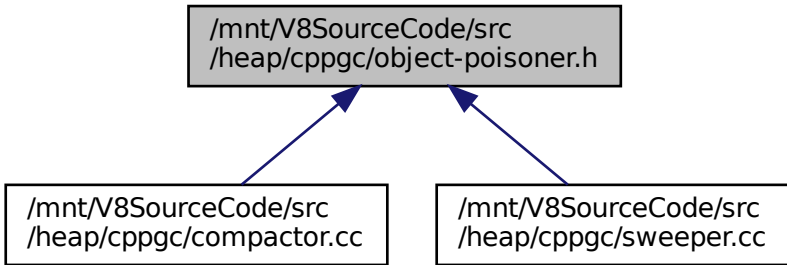 /mnt/V8SourceCode/src
/heap/cppgc/object-poisoner.h
/mnt/V8SourceCode/src
/heap/cppgc/compactor.cc
/mnt/V8SourceCode/src
/heap/cppgc/sweeper.cc